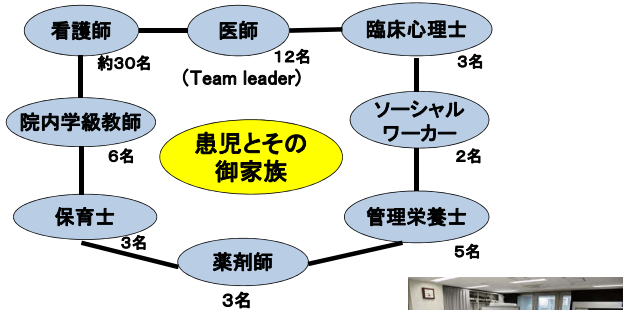 看護師
約30名
医師
12名
(Team leader)
臨床心理士
3名
院内学級教師
6名
患児とその
御家族
ソーシャル
ワーカー
2名
保育士
3名
薬剤師
3名
管理栄養士
5名